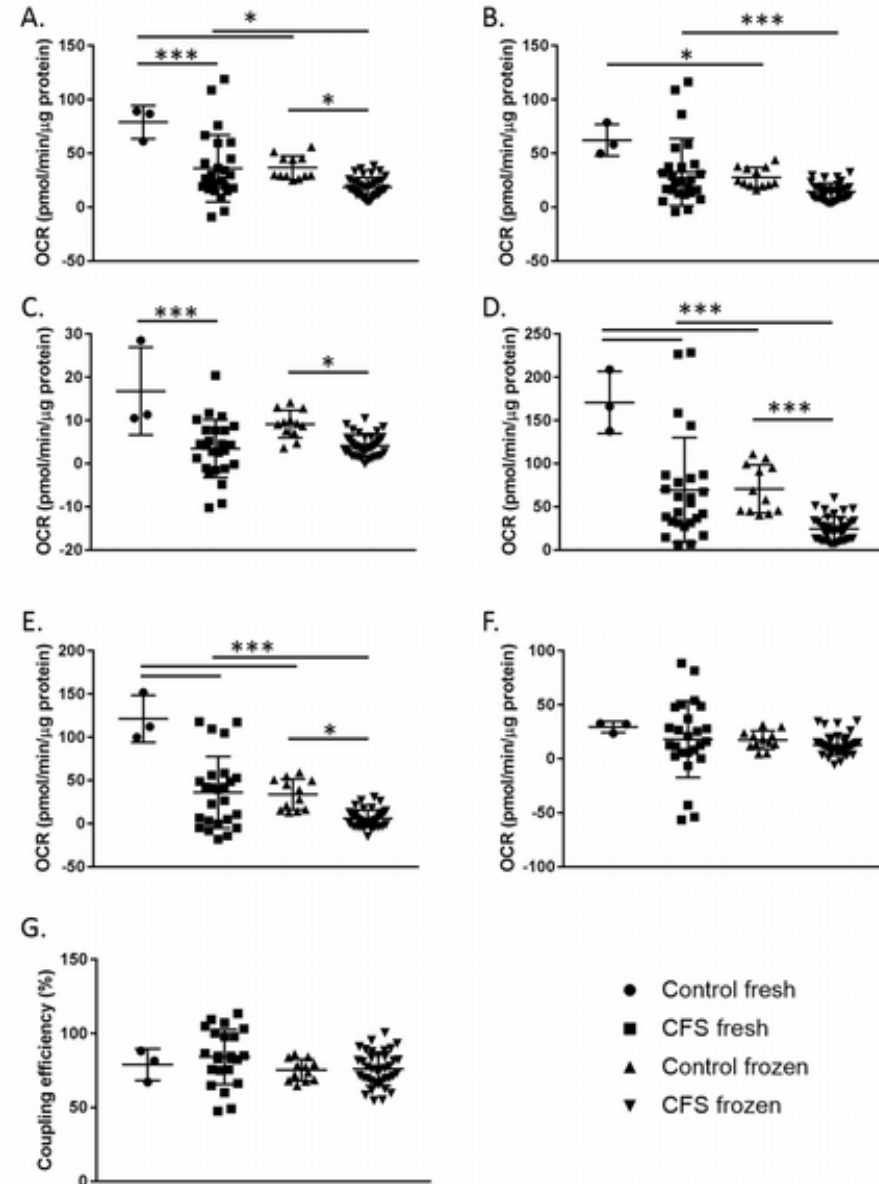 A.
*
***
*
150
100
50
0
-50
OCR (pmol/min/µg protein)
B.
***
*
150
100
50
0
-50
OCR (pmol/min/µg protein)
C.
***
*
30
20
10
0
-10
-20
OCR (pmol/min/µg protein)
D.
***
***
250
200
150
100
50
0
OCR (pmol/min/µg protein)
E.
***
*
200
150
100
50
0
-50
OCR (pmol/min/µg protein)
F.
100
50
0
-50
-100
OCR (pmol/min/µg protein)
G.
150
100
50
0
Coupling efficiency (%)
Control fresh
CFS fresh
Control frozen
CFS frozen